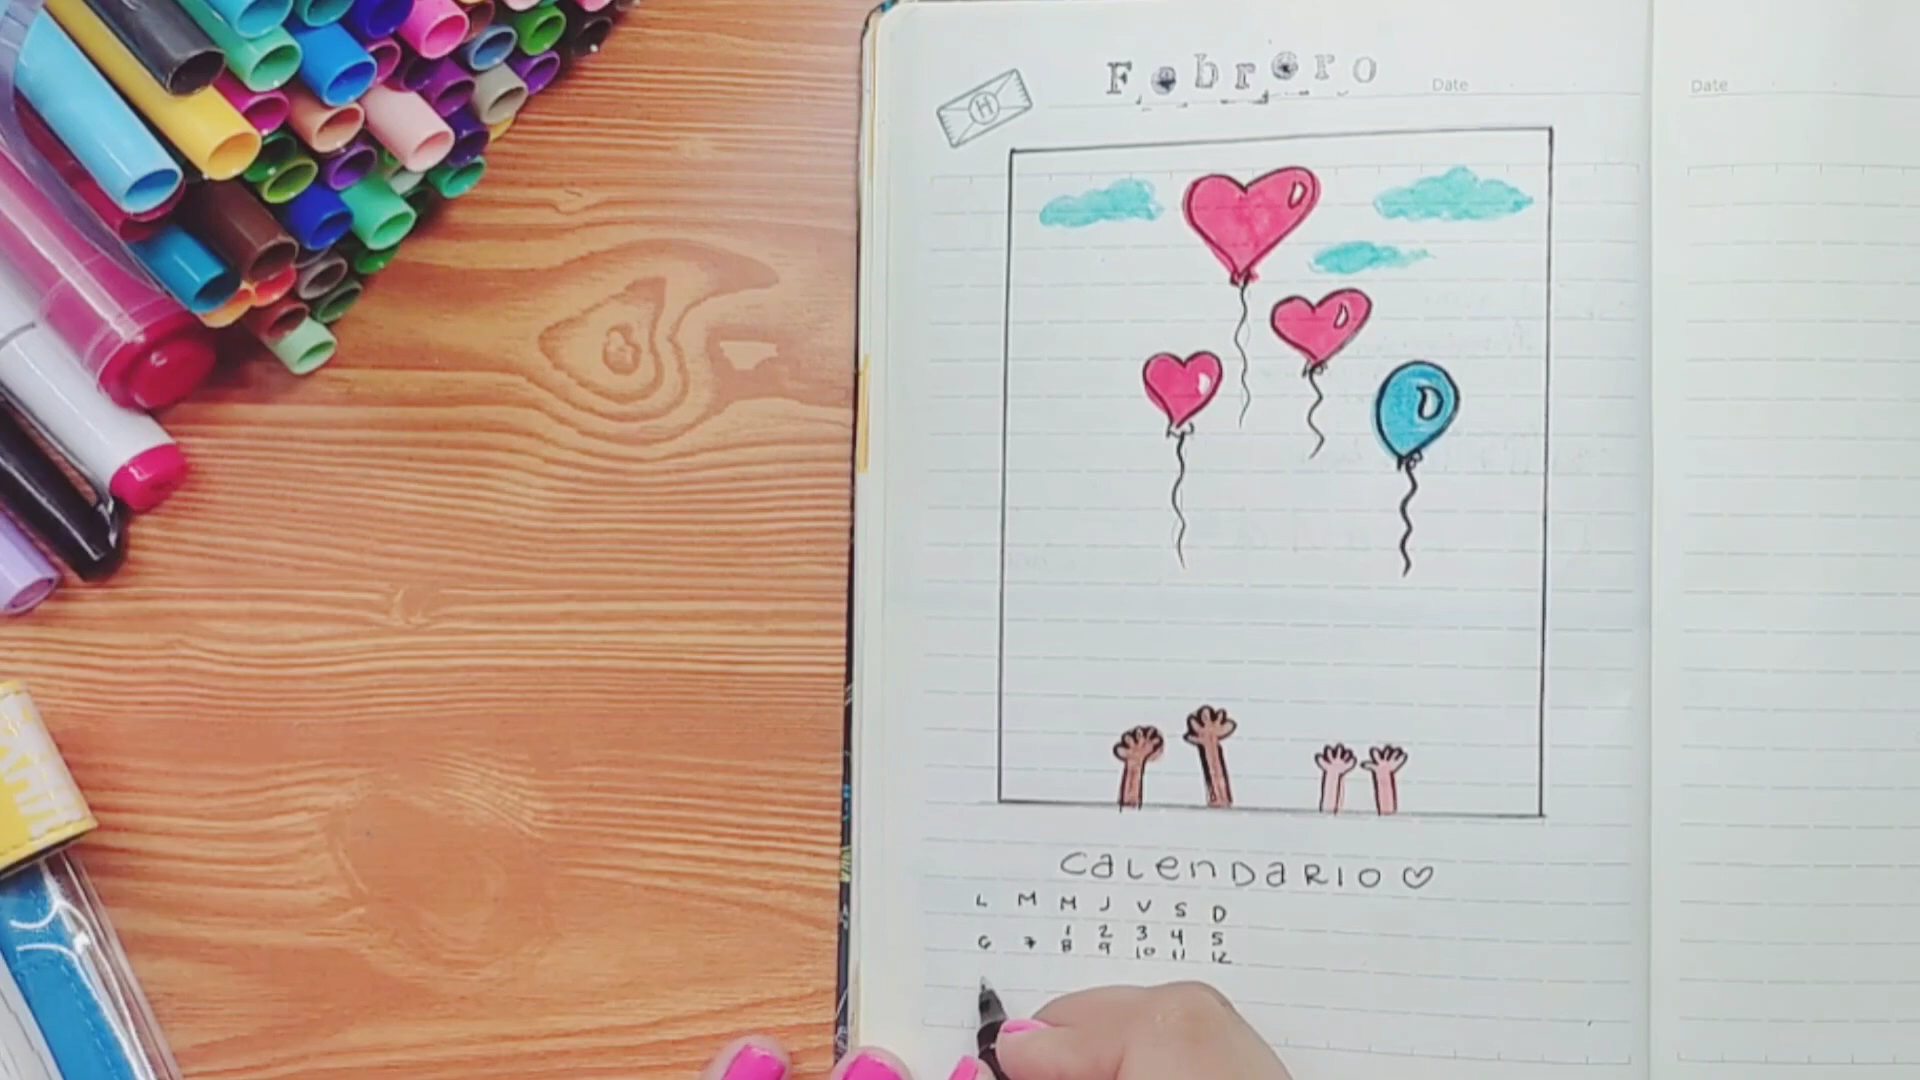 Febrero
Date
Date
H
CALENDARIO
L M M J V S D
1 2 3 4 5
6 7 8 9 10 11 12